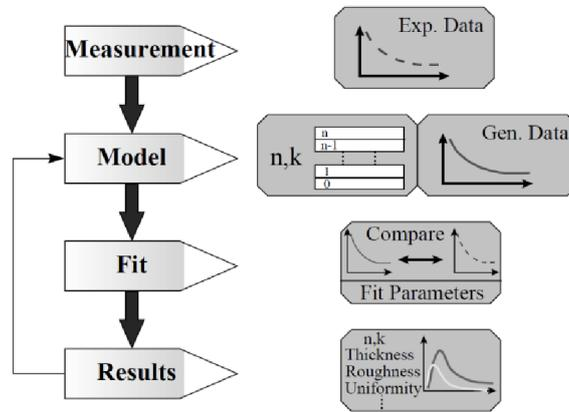 Measurement
Exp. Data
Model
n,k
n
n-1
1
0
Gen. Data
Fit
Compare
Fit Parameters
Results
n,k
Thickness
Roughness
Uniformity